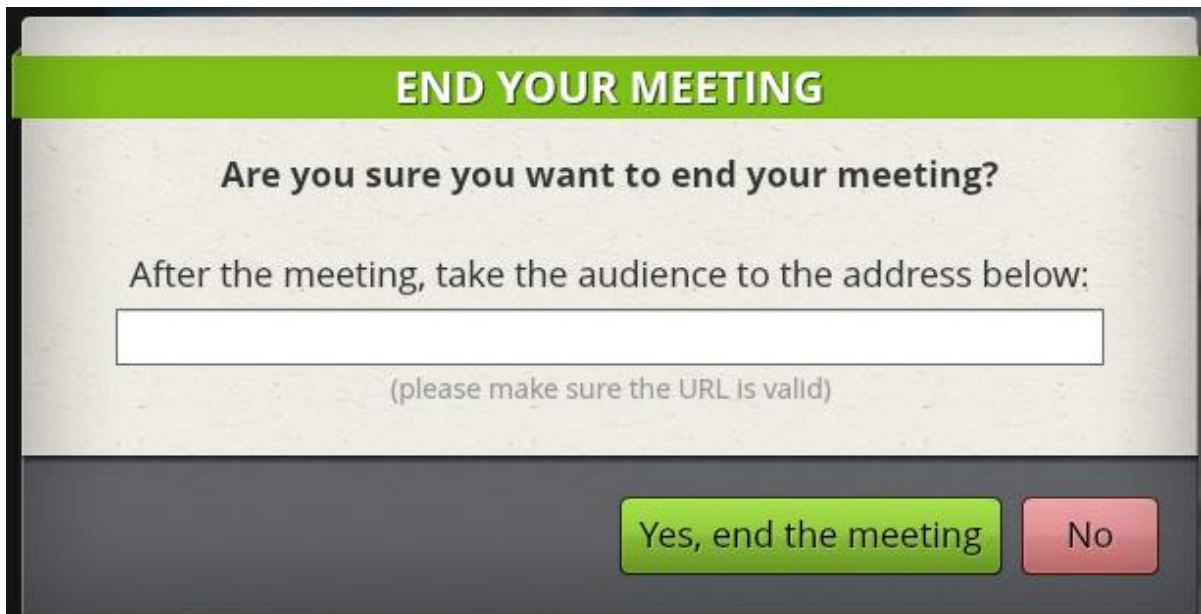 END YOUR MEETING
Are you sure you want to end your meeting?
After the meeting, take the audience to the address below:
(please make sure the URL is valid)
Yes, end the meeting
No